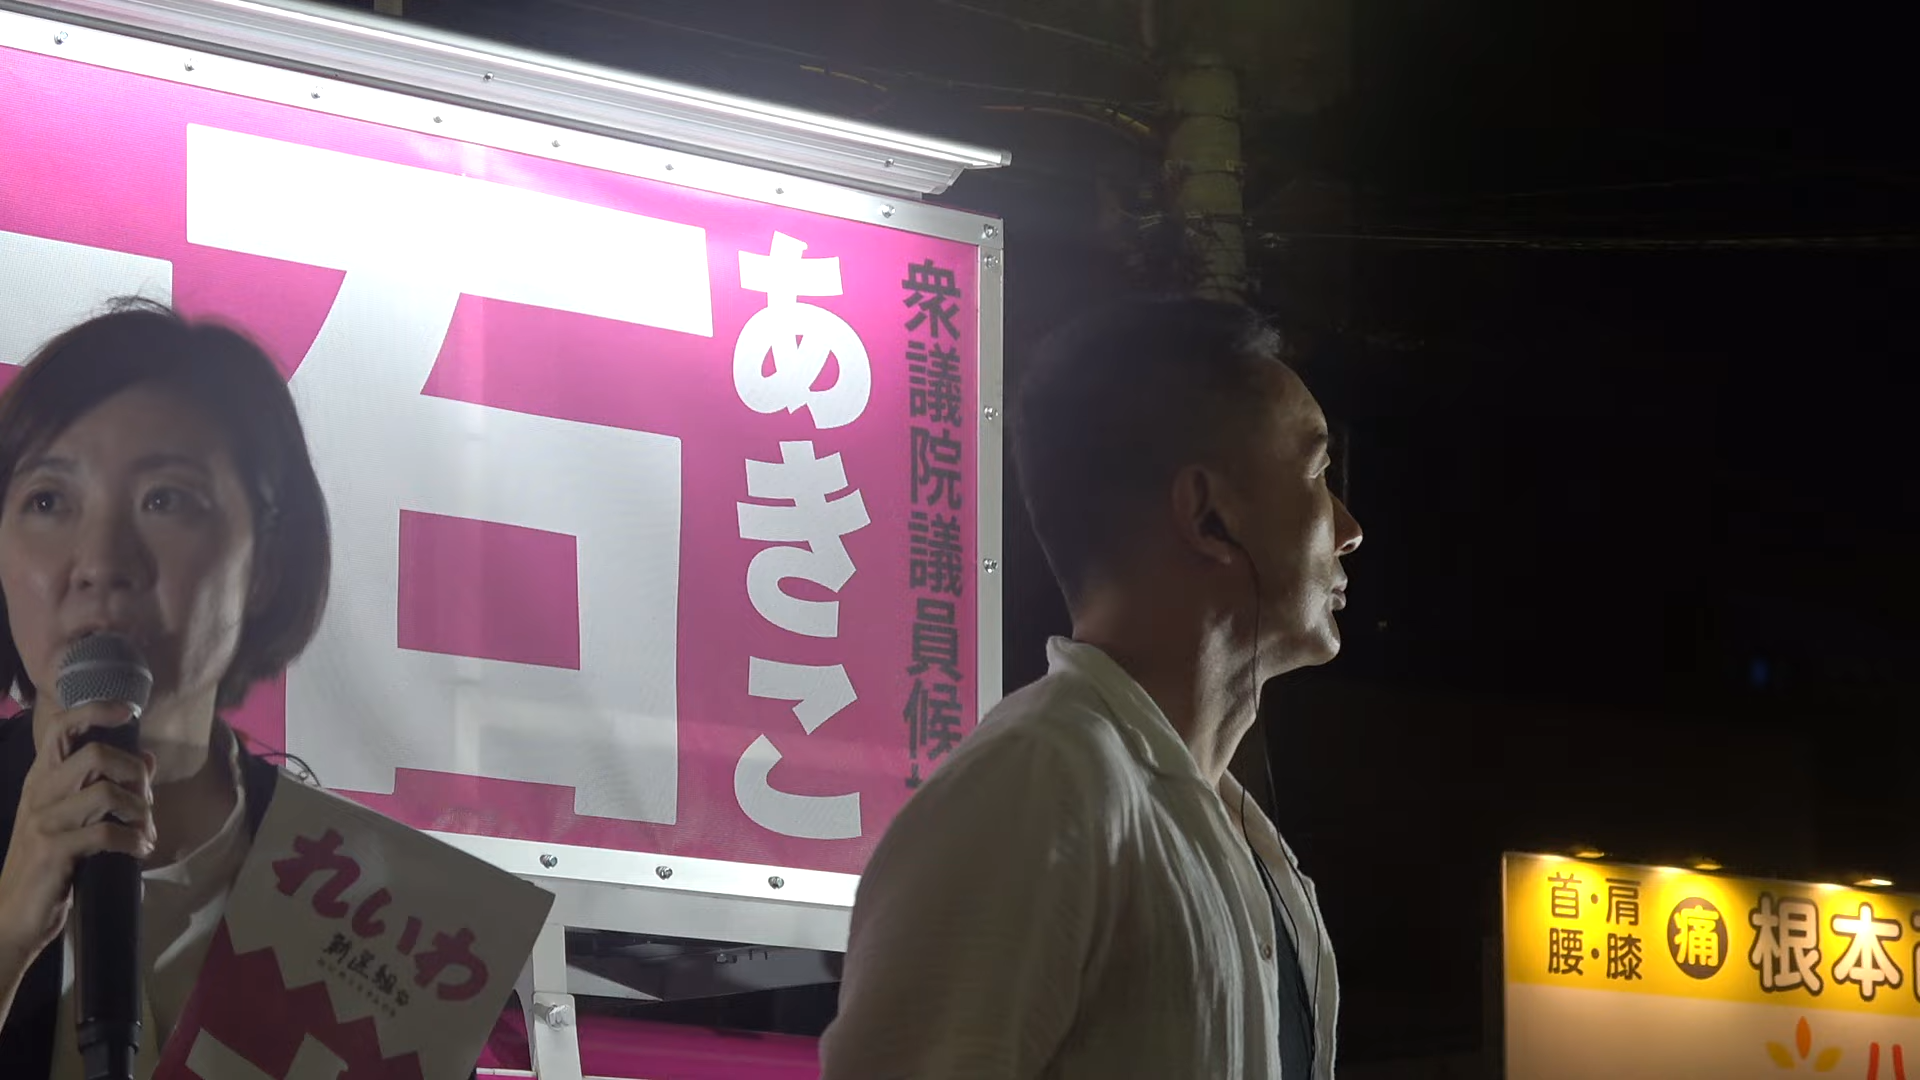 衆議院議員候
あきこ
石
れいわ
新選組
首・肩
腰・膝
痛
根本